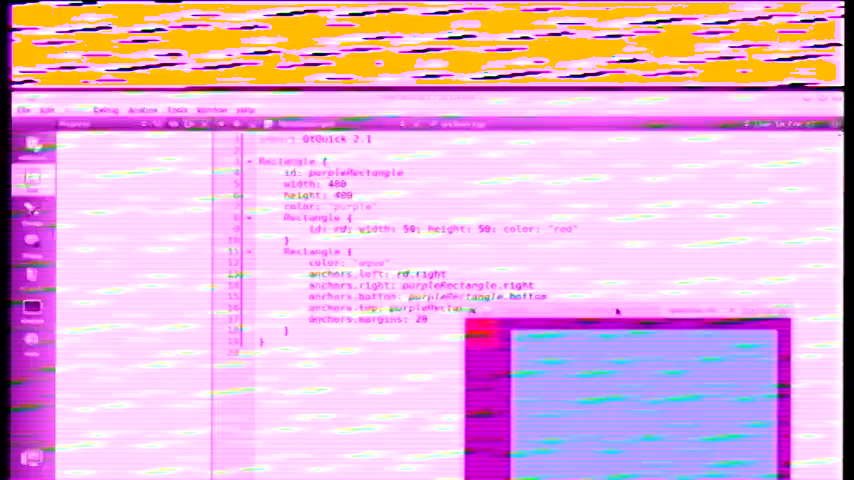 File Edit Debug Analyze Tools Window Help
import QtQuick 2.1
Rectangle {
id: purpleRectangle
width: 400
height: 400
color: "purple"
Rectangle {
id: rd; width: 50; height: 50; color: "red"
}
Rectangle {
color: "aqua"
anchors.left: rd.right
anchors.right: purpleRectangle.right
anchors.bottom: purpleRectangle.bottom
anchors.top:
anchors.margins: 20
}
}